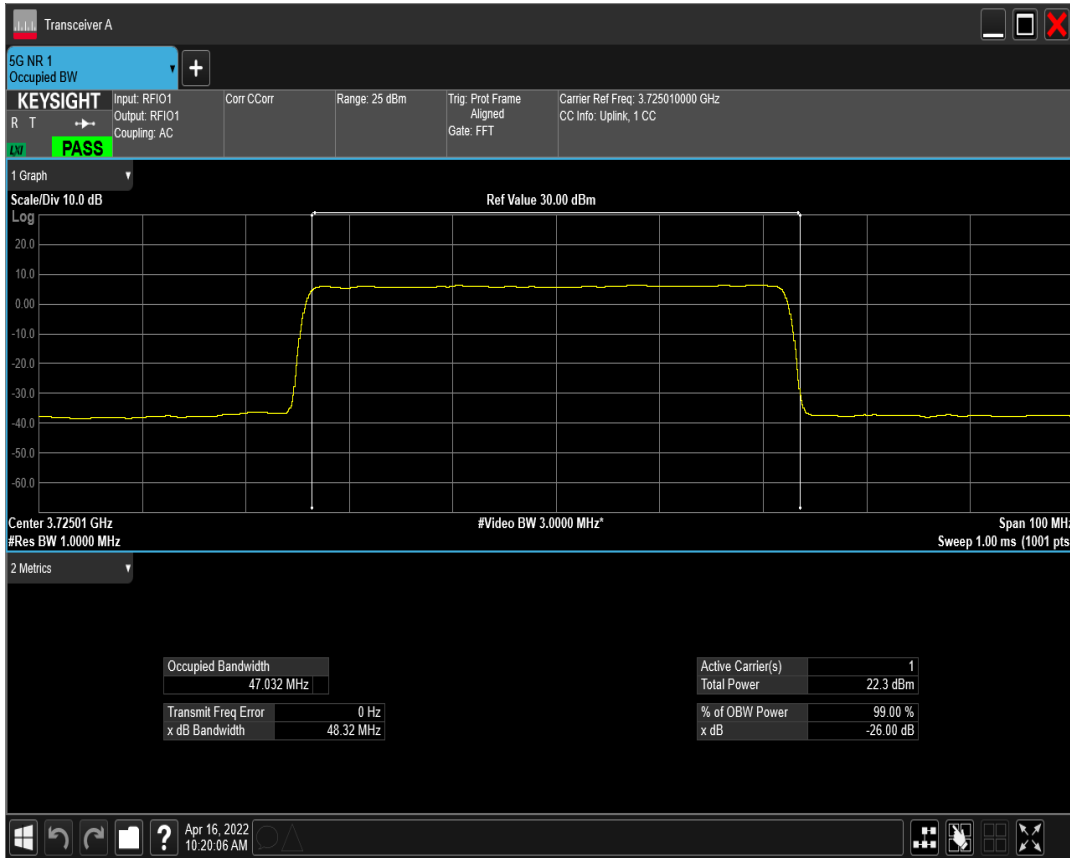 Transceiver A
5G NR 1
Occupied BW
KEYSIGHT
R T
LXI
PASS
Input: RFIO1
Output: RFIO1
Coupling: AC
Corr CCorr
Range: 25 dBm
Trig: Prot Frame
Aligned
Gate: FFT
Carrier Ref Freq: 3.725010000 GHz
CC Info: Uplink, 1 CC
1 Graph
Scale/Div 10.0 dB
Ref Value 30.00 dBm
Log
20.0
10.0
0.00
-10.0
-20.0
-30.0
-40.0
-50.0
-60.0
Center 3.72501 GHz
#Video BW 3.0000 MHz*
Span 100 MHz
#Res BW 1.0000 MHz
Sweep 1.00 ms (1001 pts
2 Metrics
Occupied Bandwidth
47.032 MHz
Transmit Freq Error 0 Hz
x dB Bandwidth 48.32 MHz
Active Carrier(s) 1
Total Power 22.3 dBm
% of OBW Power 99.00 %
x dB -26.00 dB
?
Apr 16, 2022
10:20:06 AM